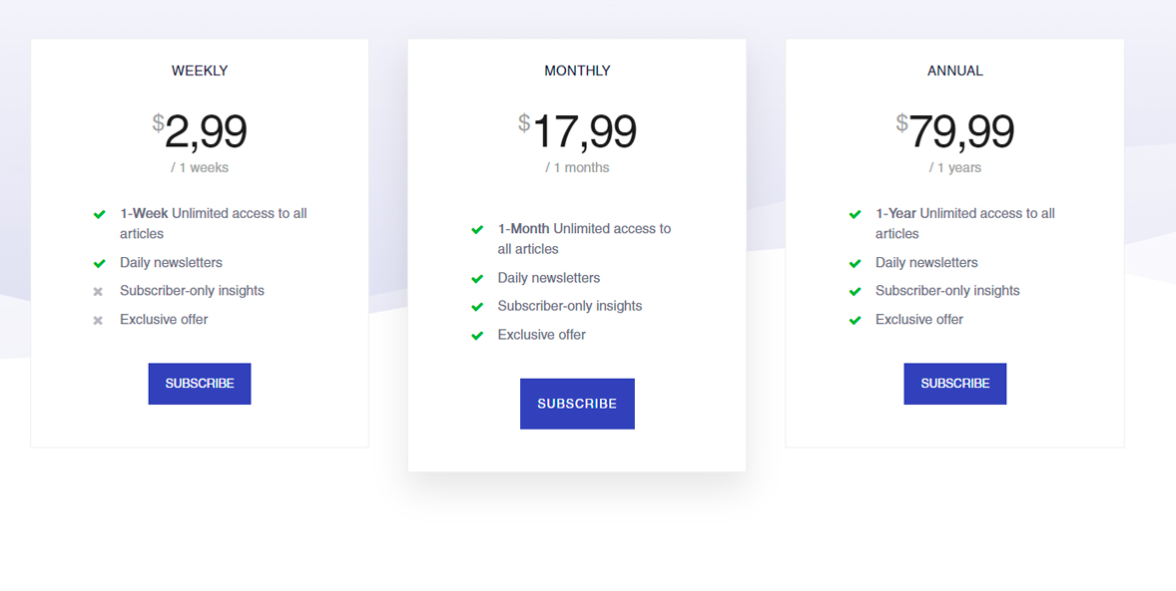 WEEKLY
$2,99
/ 1 weeks
1-Week Unlimited access to all
articles
Daily newsletters
Subscriber-only insights
Exclusive offer
SUBSCRIBE
MONTHLY
$17,99
/ 1 months
1-Month Unlimited access to
all articles
Daily newsletters
Subscriber-only insights
Exclusive offer
SUBSCRIBE
ANNUAL
$79,99
/ 1 years
1-Year Unlimited access to all
articles
Daily newsletters
Subscriber-only insights
Exclusive offer
SUBSCRIBE